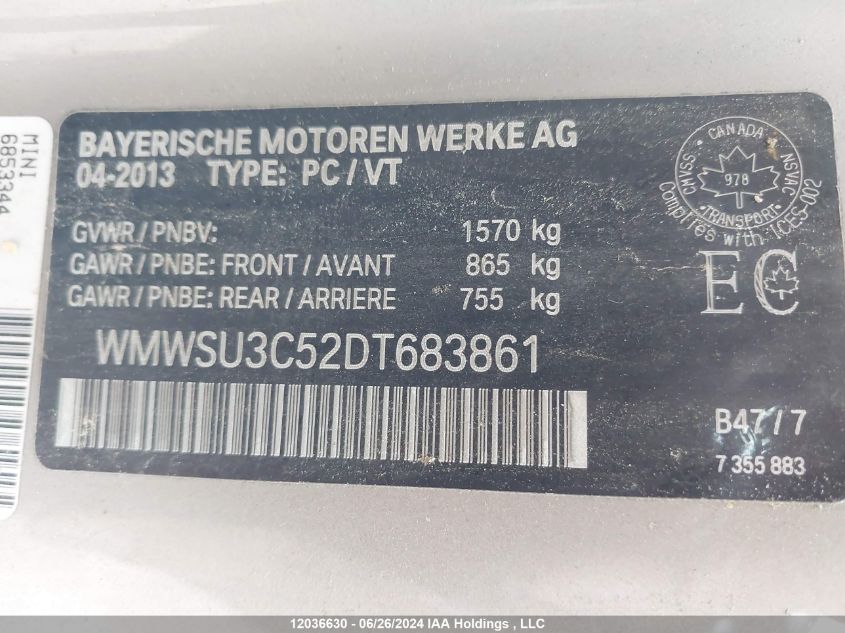 MINI
6853344
BAYERISCHE MOTOREN WERKE AG
04-2013 TYPE: PC / VT
GVWR / PNBV: 1570 kg
GAWR / PNBE: FRONT / AVANT 865 kg
GAWR / PNBE: REAR / ARRIERE 755 kg
WMWSU3C52DT683861
CANADA
CMVSS NSVAC
978
TRANSPORT
Complies with ICES-002
EC
B47 / 7
7 355 883
12036630 - 06/26/2024 IAA Holdings , LLC